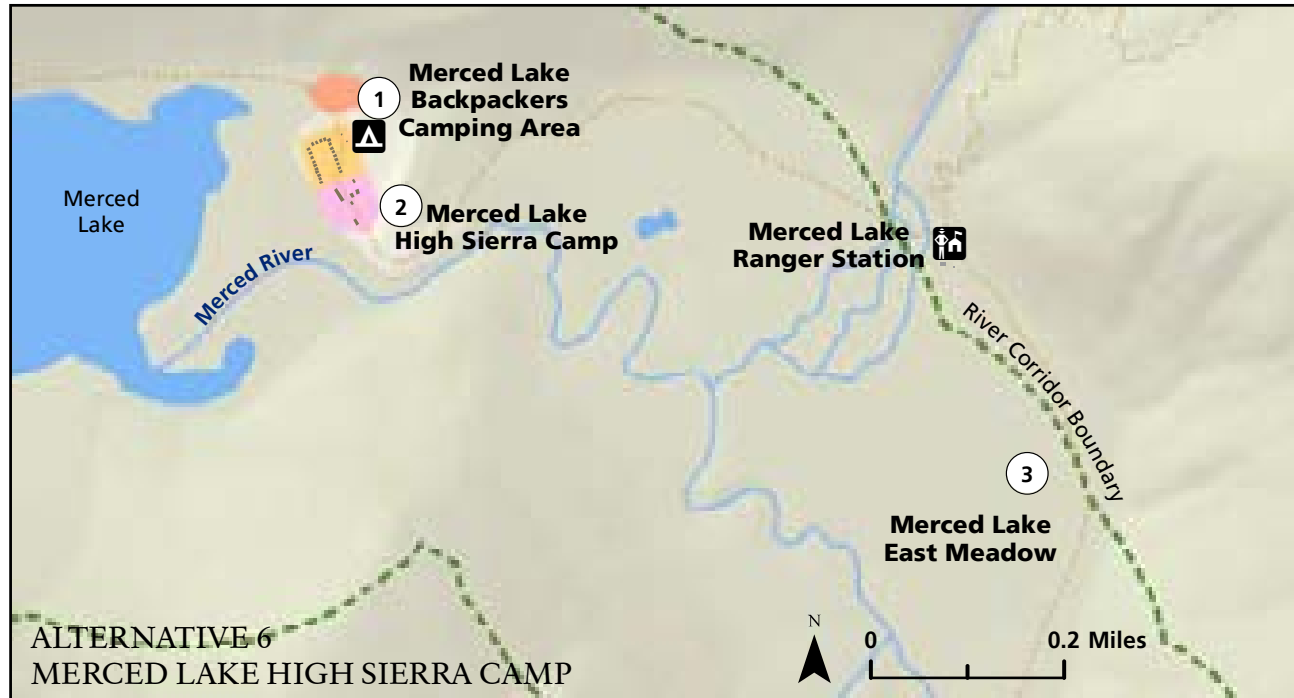 1
Merced Lake
Backpackers
Camping Area
Merced
Lake
2
Merced Lake
High Sierra Camp
Merced River
Merced Lake
Ranger Station
River Corridor Boundary
3
Merced Lake
East Meadow
N
0
0.2 Miles
ALTERNATIVE 6
MERCED LAKE HIGH SIERRA CAMP